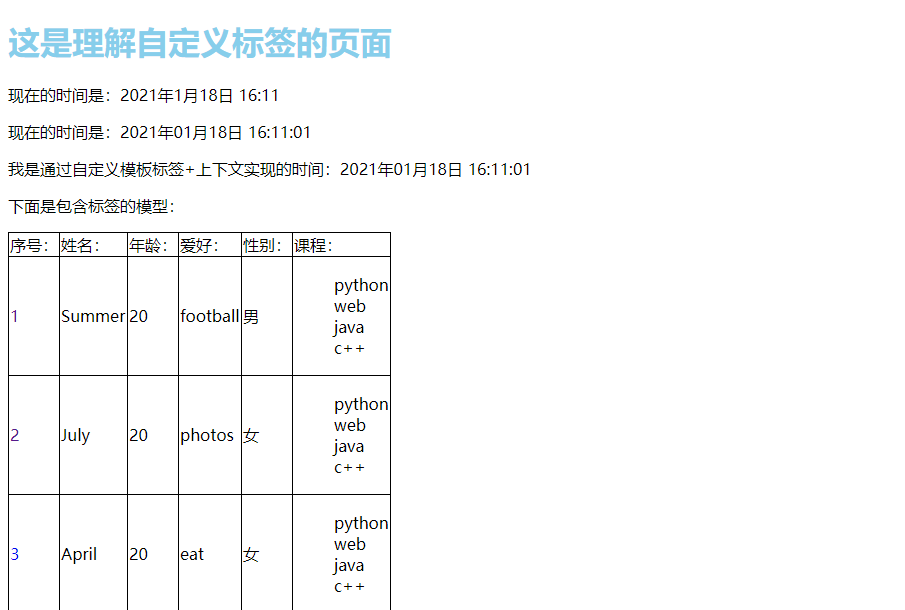 这是理解自定义标签的页面
现在的时间是：2021年1月18日 16:11
现在的时间是：2021年01月18日 16:11:01
我是通过自定义模板标签+上下文实现的时间：2021年01月18日 16:11:01
下面是包含标签的模型：
序号： 姓名： 年龄： 爱好： 性别： 课程：
python
web
1 Summer 20 football 男
java
c++
python
web
2 July 20 photos 女
java
c++
python
web
3 April 20 eat 女
java
c++